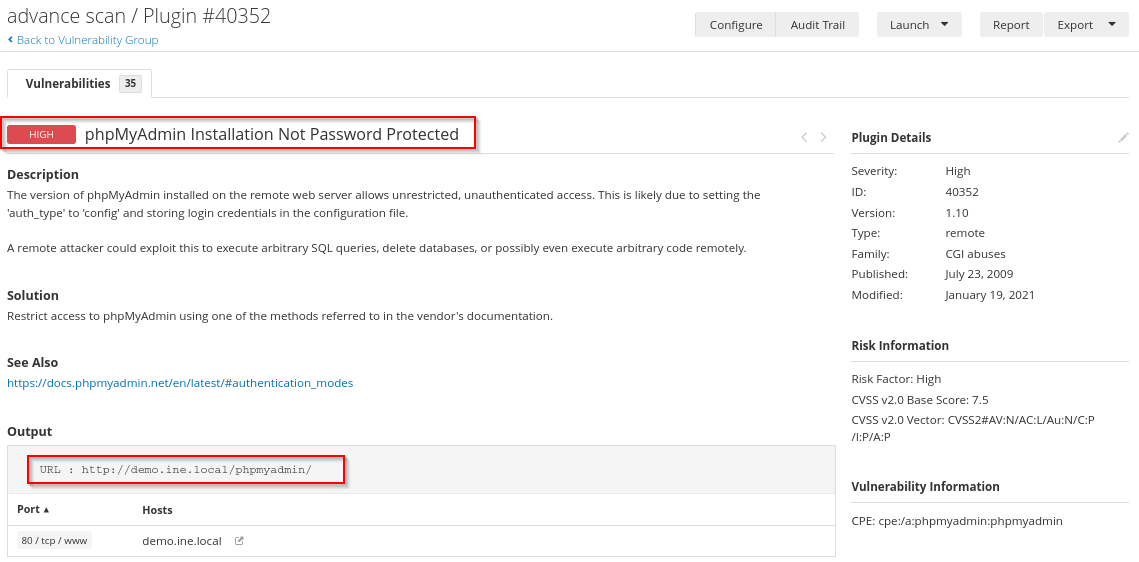 advance scan / Plugin #40352
Back to Vulnerability Group
Configure
Audit Trail
Launch
Report
Export
Vulnerabilities 35
HIGH phpMyAdmin Installation Not Password Protected
Description
The version of phpMyAdmin installed on the remote web server allows unrestricted, unauthenticated access. This is likely due to setting the
'auth_type' to 'config' and storing login credentials in the configuration file.
A remote attacker could exploit this to execute arbitrary SQL queries, delete databases, or possibly even execute arbitrary code remotely.
Solution
Restrict access to phpMyAdmin using one of the methods referred to in the vendor's documentation.
See Also
https://docs.phpmyadmin.net/en/latest/#authentication_modes
Output
URL : http://demo.ine.local/phpmyadmin/
Port Hosts
80 / tcp / www demo.ine.local
Plugin Details
Severity: High
ID: 40352
Version: 1.10
Type: remote
Family: CGI abuses
Published: July 23, 2009
Modified: January 19, 2021
Risk Information
Risk Factor: High
CVSS v2.0 Base Score: 7.5
CVSS v2.0 Vector: CVSS2#AV:N/AC:L/Au:N/C:P
/I:P/A:P
Vulnerability Information
CPE: cpe:/a:phpmyadmin:phpmyadmin